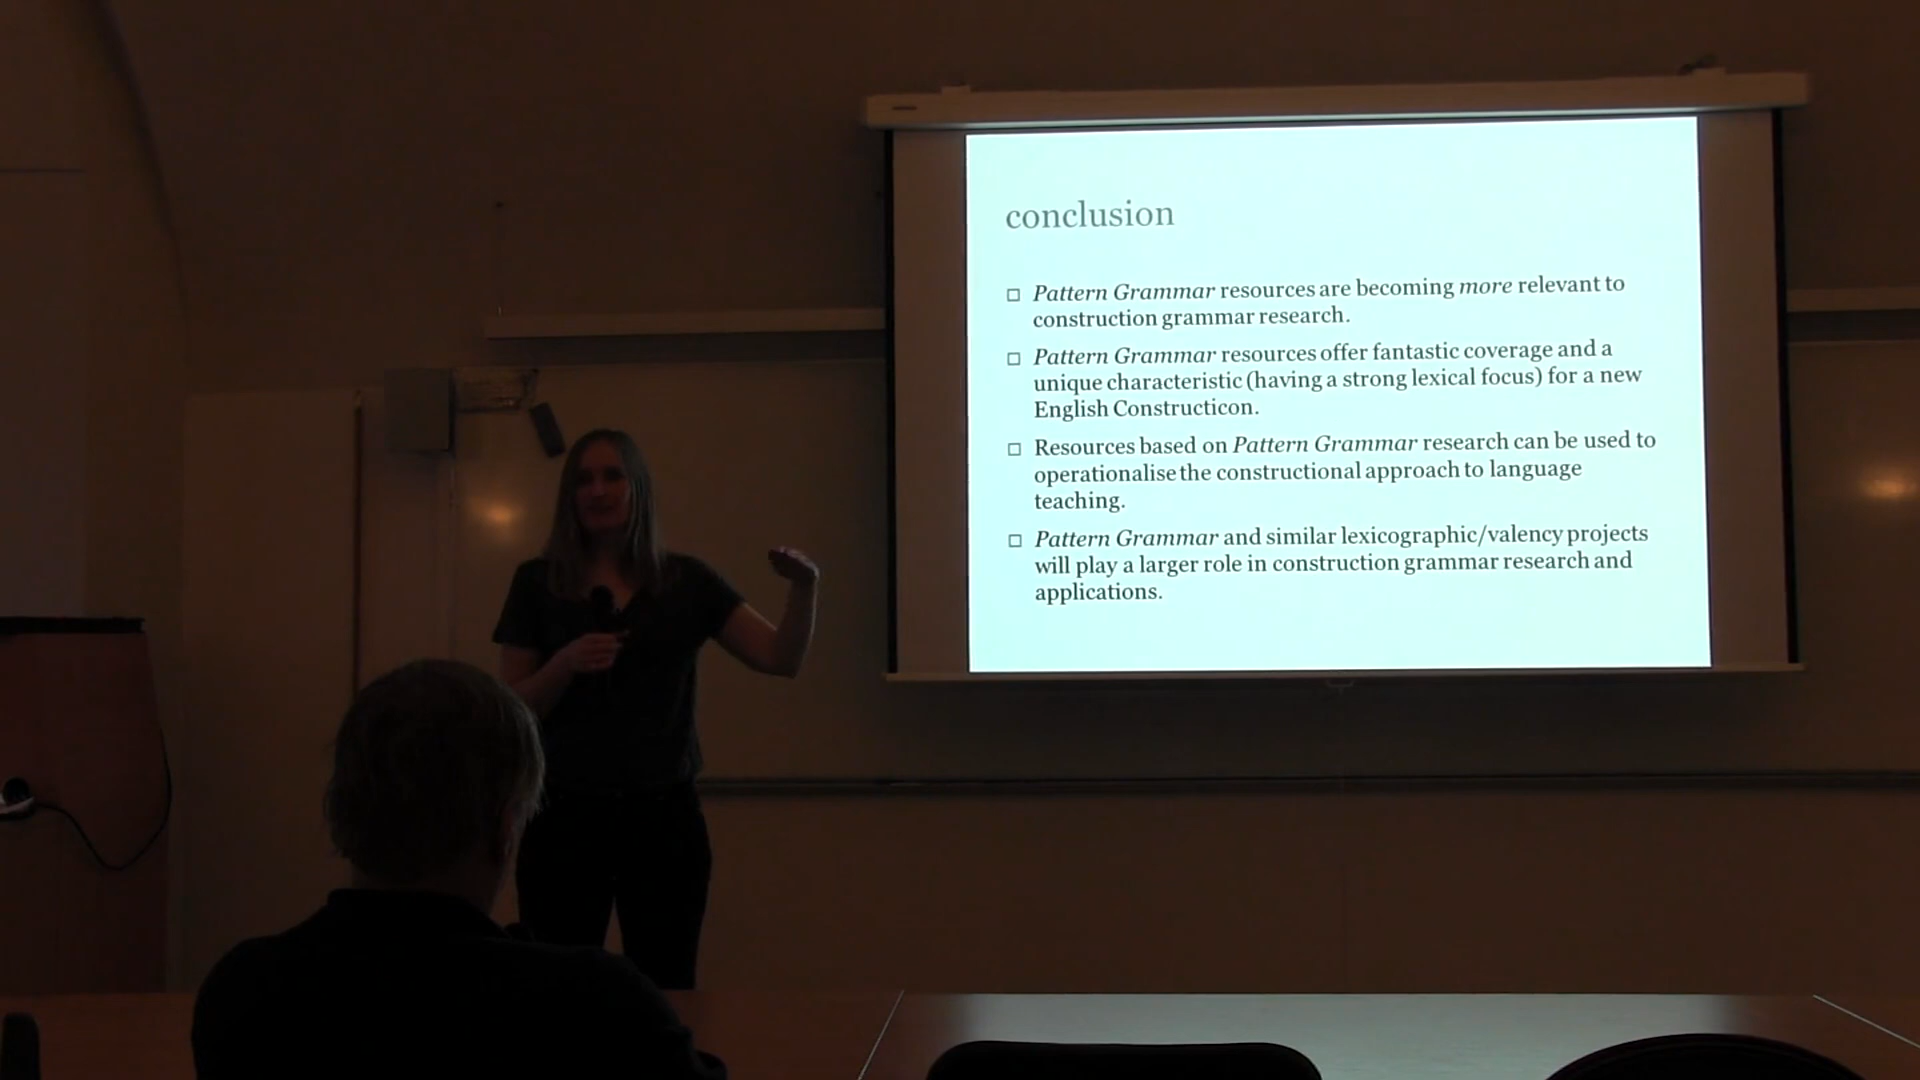 conclusion
□ Pattern Grammar resources are becoming more relevant to
construction grammar research.
□ Pattern Grammar resources offer fantastic coverage and a
unique characteristic (having a strong lexical focus) for a new
English Constructicon.
□ Resources based on Pattern Grammar research can be used to
operationalise the constructional approach to language
teaching.
□ Pattern Grammar and similar lexicographic/valency projects
will play a larger role in construction grammar research and
applications.